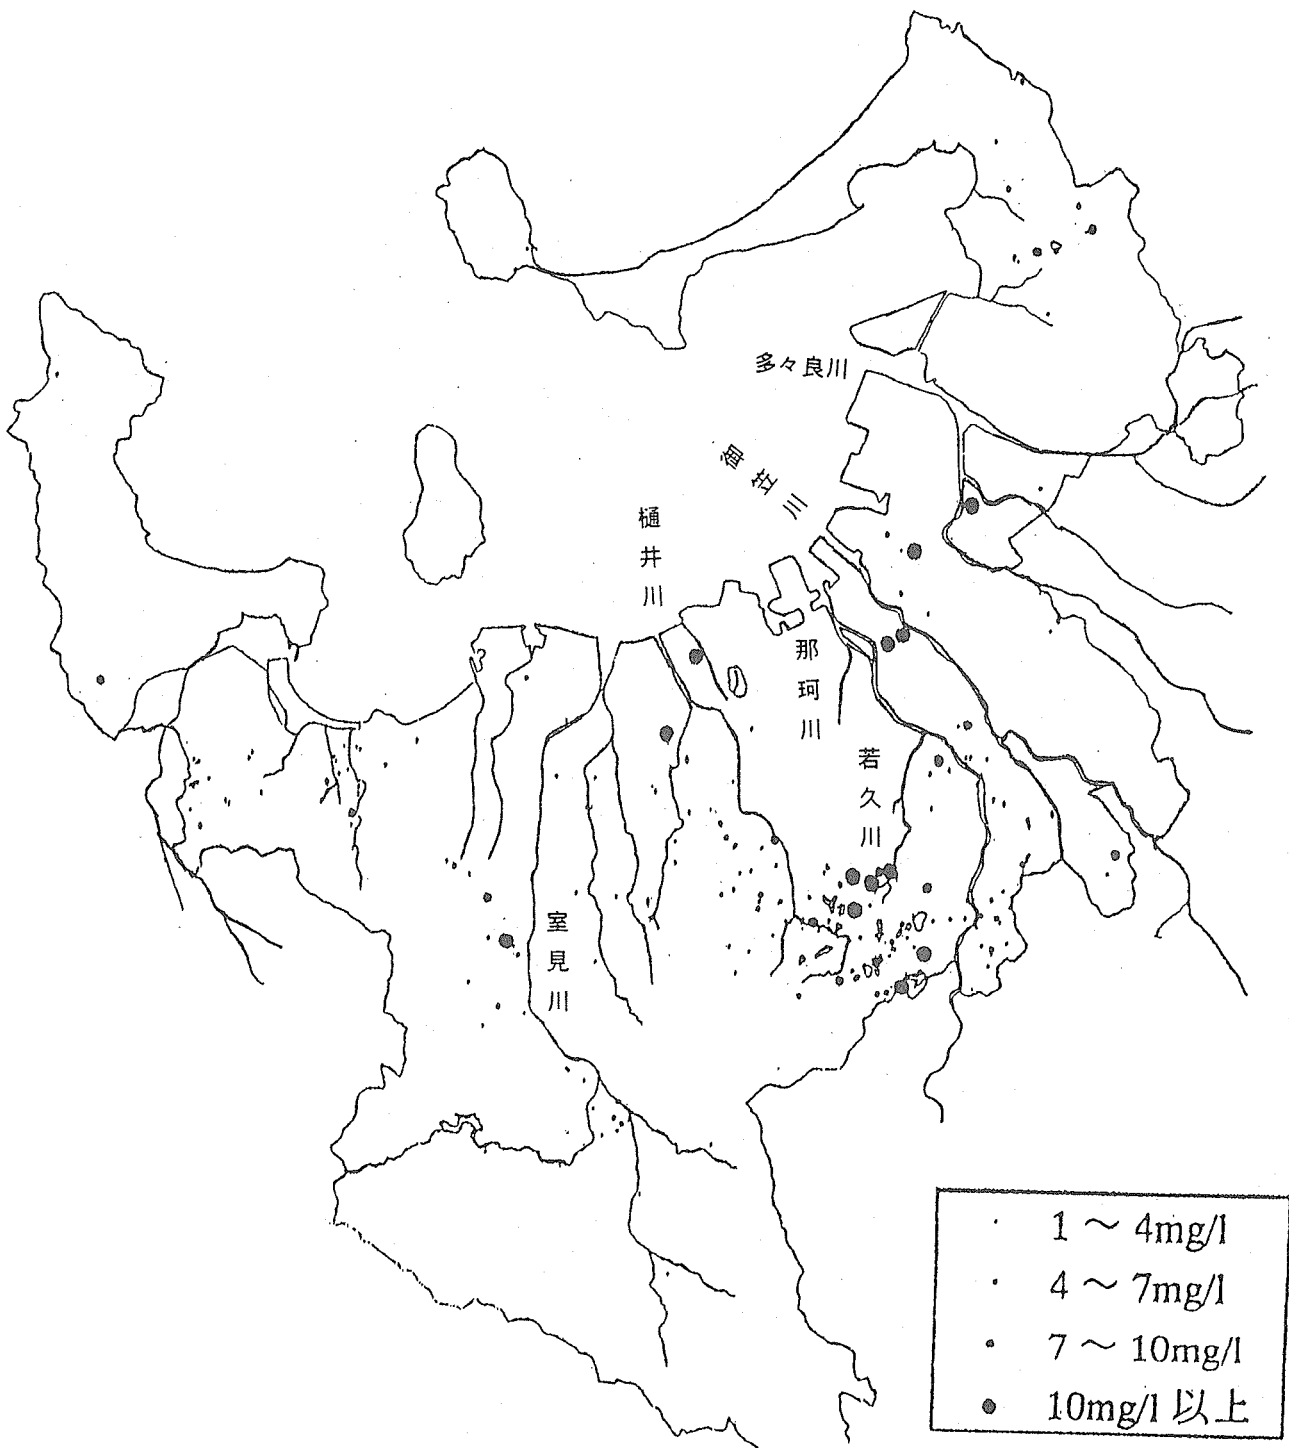 多々良川
御笠川
樋井川
那珂川
若久川
室見川
1 ～ 4mg/l
4 ～ 7mg/l
7 ～ 10mg/l
10mg/l 以上